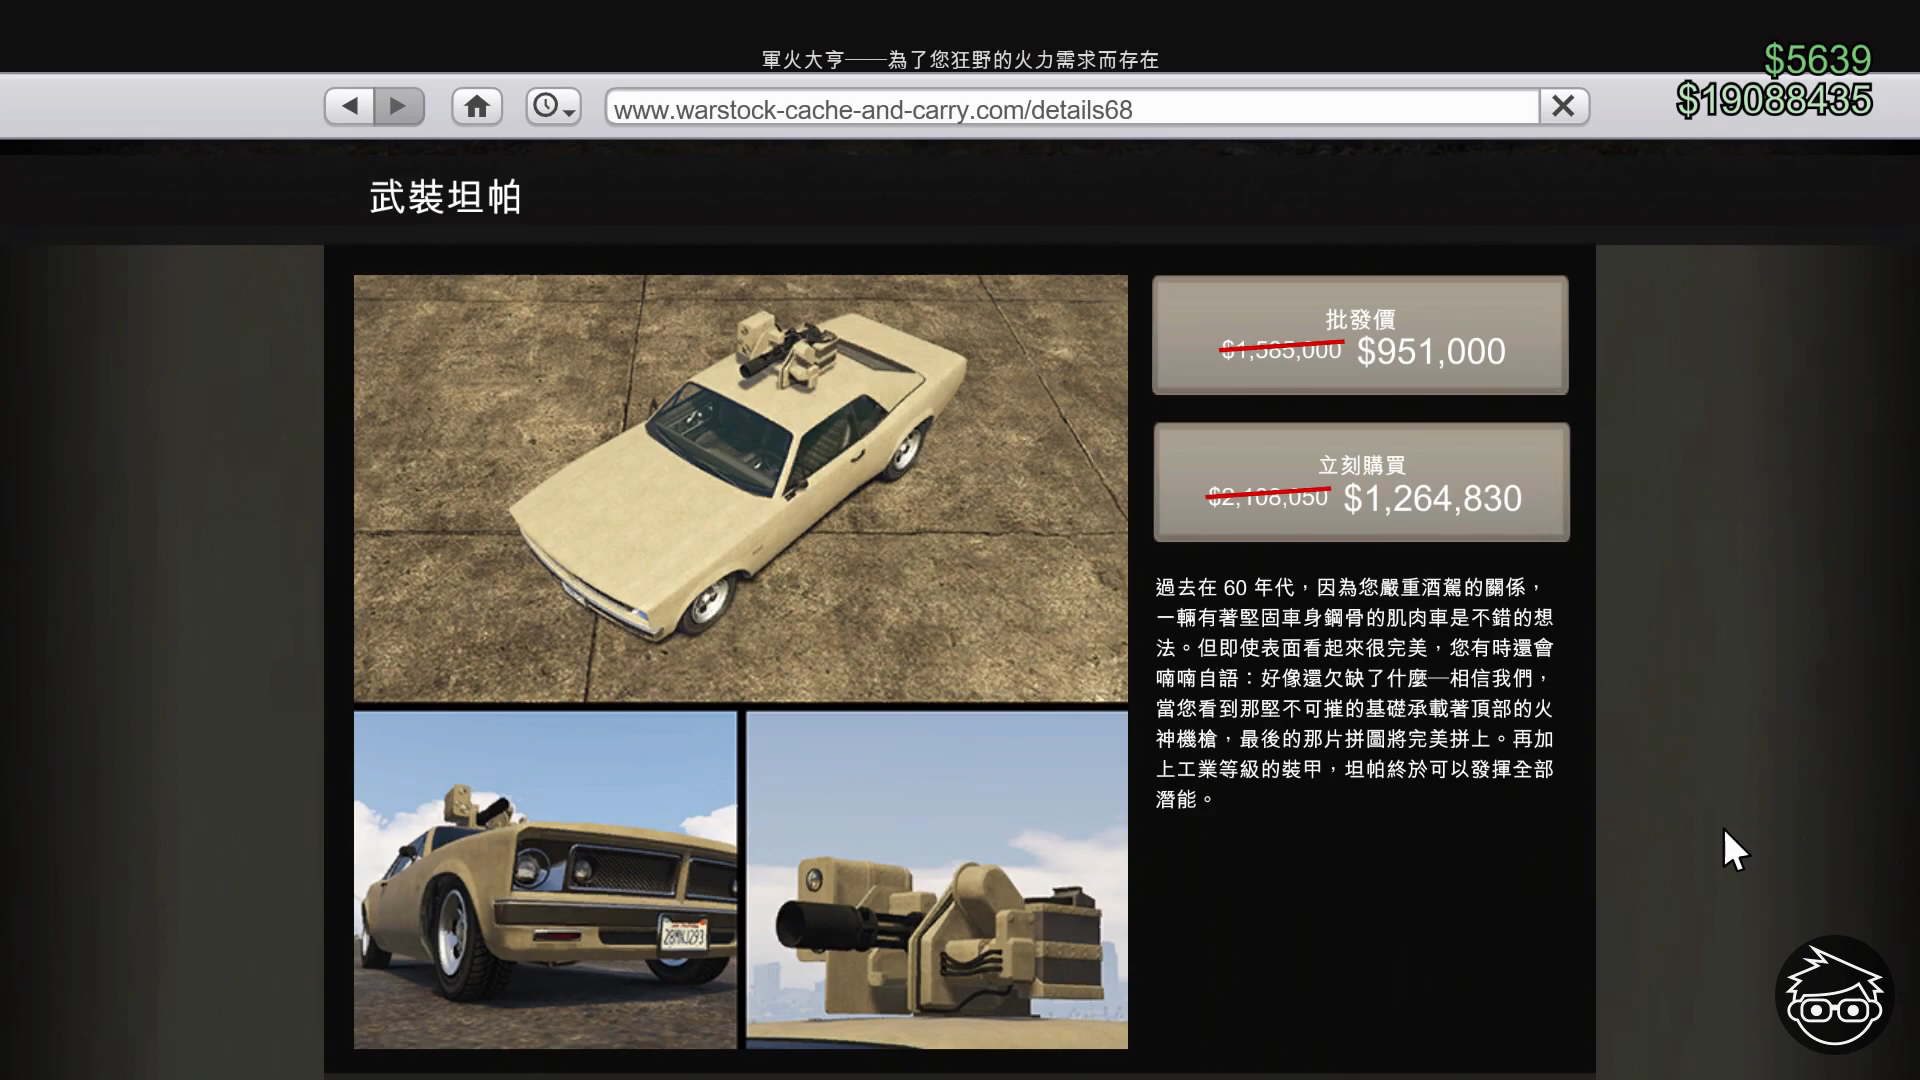 軍火大亨——為了您狂野的火力需求而存在
$5639
$19088435
www.warstock-cache-and-carry.com/details68
武裝坦帕
批發價
$1,585,000 $951,000
立刻購買
$2,108,050 $1,264,830
過去在 60 年代，因為您嚴重酒駕的關係，
一輛有著堅固車身鋼骨的肌肉車是不錯的想
法。但即使表面看起來很完美，您有時還會
喃喃自語：好像還欠缺了什麼—相信我們，
當您看到那堅不可摧的基礎承載著頂部的火
神機槍，最後的那片拼圖將完美拼上。再加
上工業等級的裝甲，坦帕終於可以發揮全部
潛能。
28MNJ293